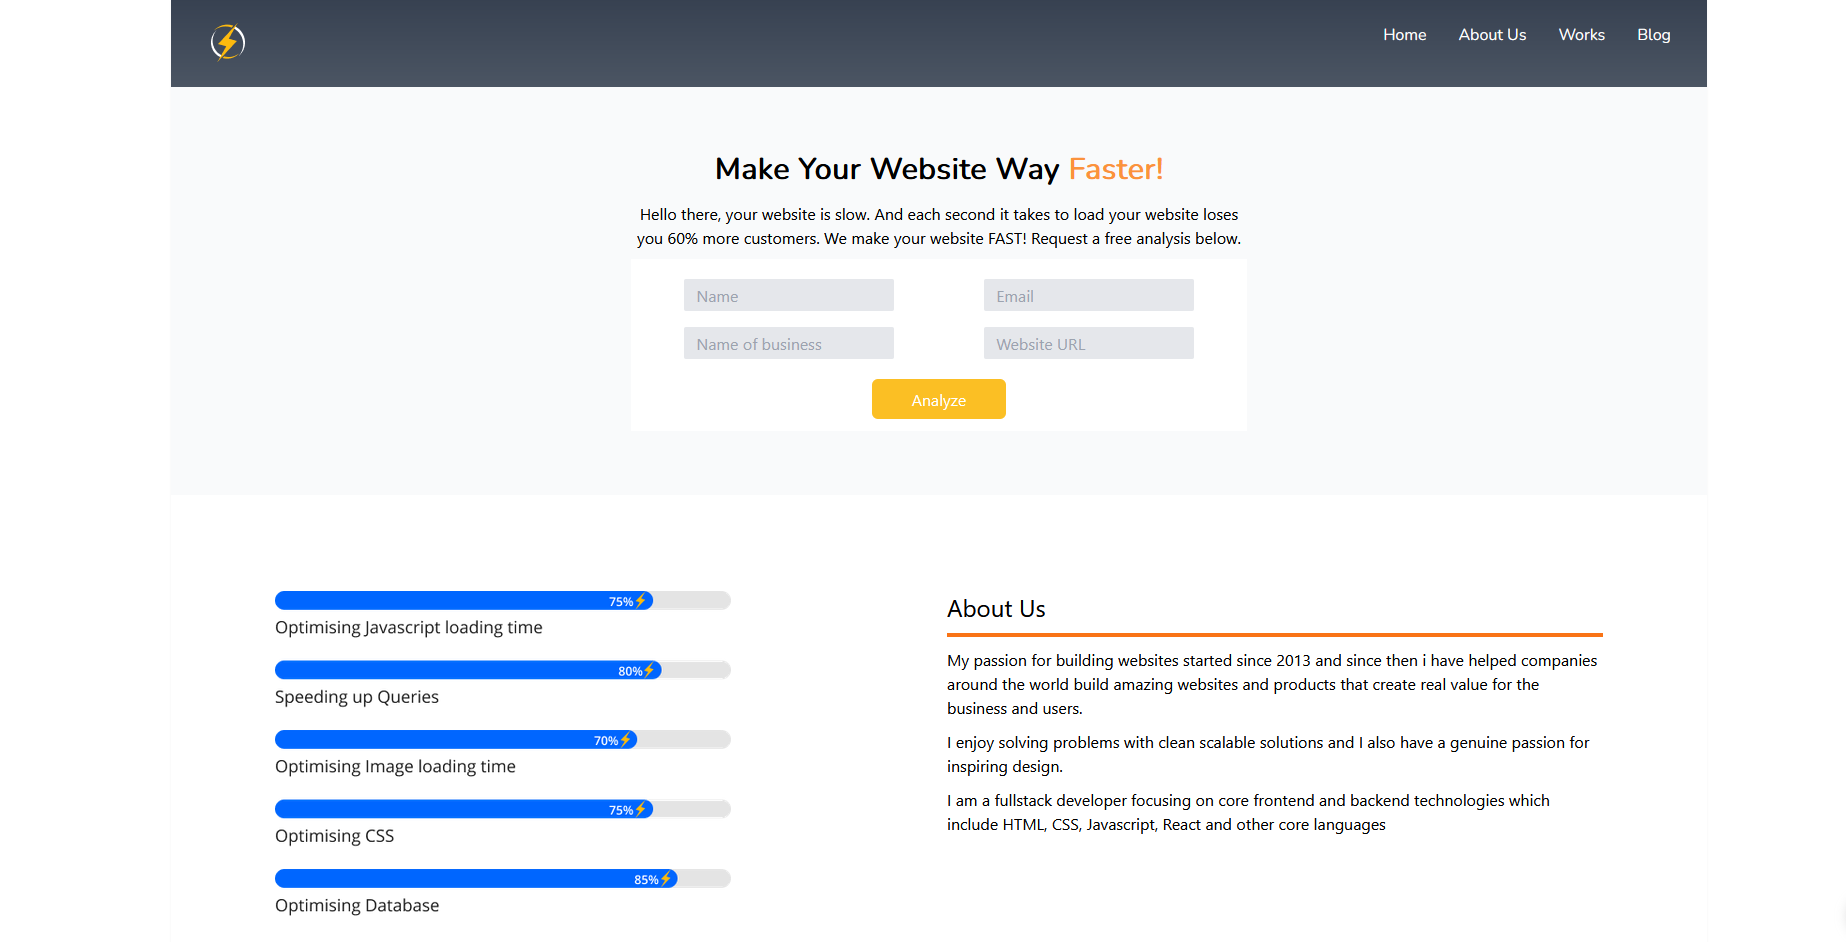 Home
About Us
Works
Blog
Make Your Website Way Faster!
Hello there, your website is slow. And each second it takes to load your website loses
you 60% more customers. We make your website FAST! Request a free analysis below.
Name
Email
Name of business
Website URL
Analyze
75%
Optimising Javascript loading time
80%
Speeding up Queries
70%
Optimising Image loading time
75%
Optimising CSS
85%
Optimising Database
About Us
My passion for building websites started since 2013 and since then i have helped companies
around the world build amazing websites and products that create real value for the
business and users.
I enjoy solving problems with clean scalable solutions and I also have a genuine passion for
inspiring design.
I am a fullstack developer focusing on core frontend and backend technologies which
include HTML, CSS, Javascript, React and other core languages